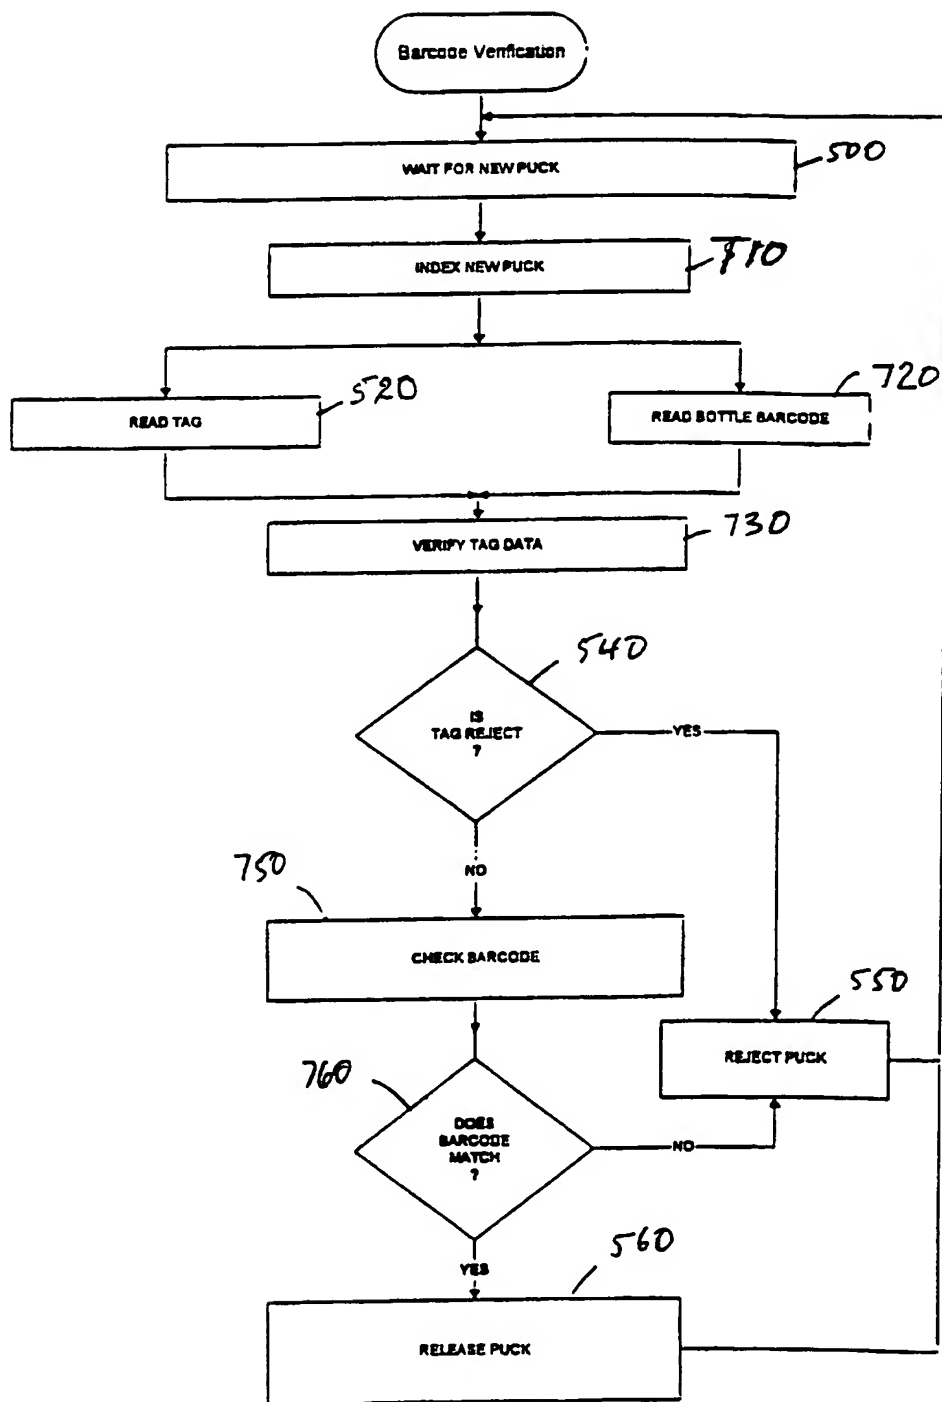 Barcode Verification
WAIT FOR NEW PUCK
500
INDEX NEW PUCK
READ TAG
520
READ BOTTLE BARCODE
720
VERIFY TAG DATA
730
IS
TAG REJECT
?
540
YES
NO
750
CHECK BARCODE
550
REJECT PUCK
760
DOES
BARCODE
MATCH
?
NO
YES
560
RELEASE PUCK